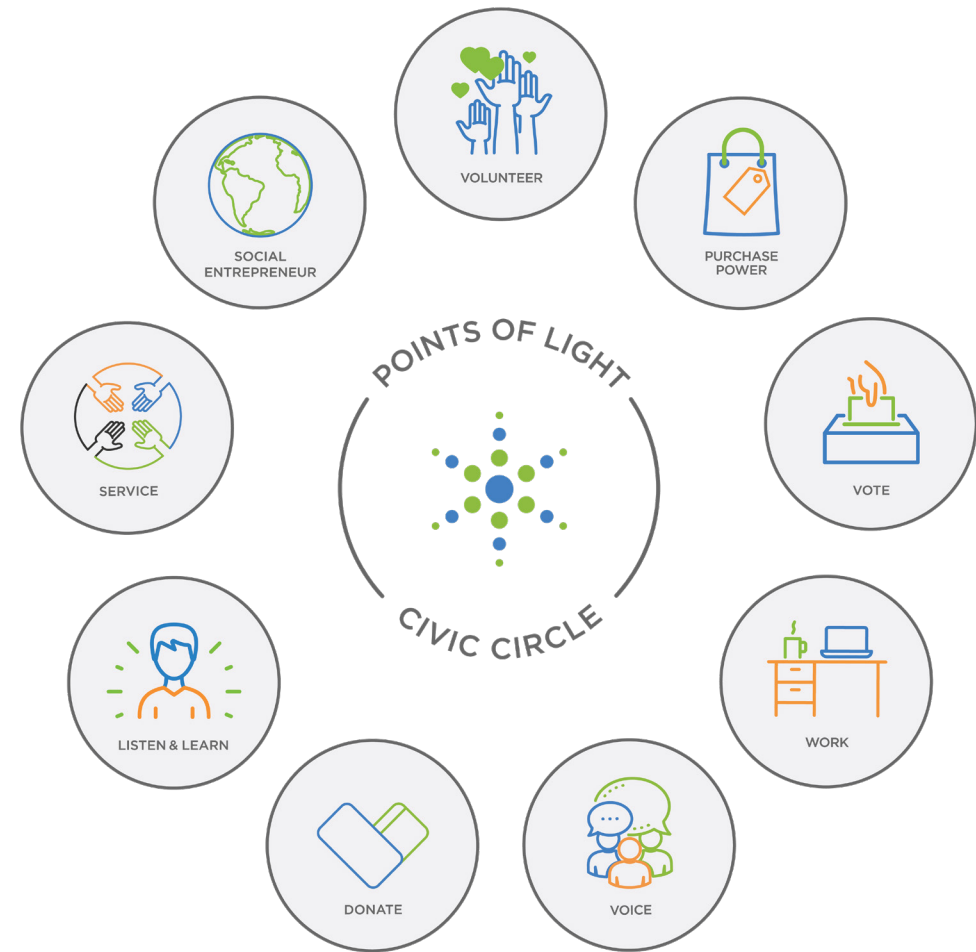 VOLUNTEER
SOCIAL
ENTREPRENEUR
PURCHASE
POWER
POINTS OF LIGHT
SERVICE
VOTE
CIVIC CIRCLE
LISTEN & LEARN
WORK
DONATE
VOICE